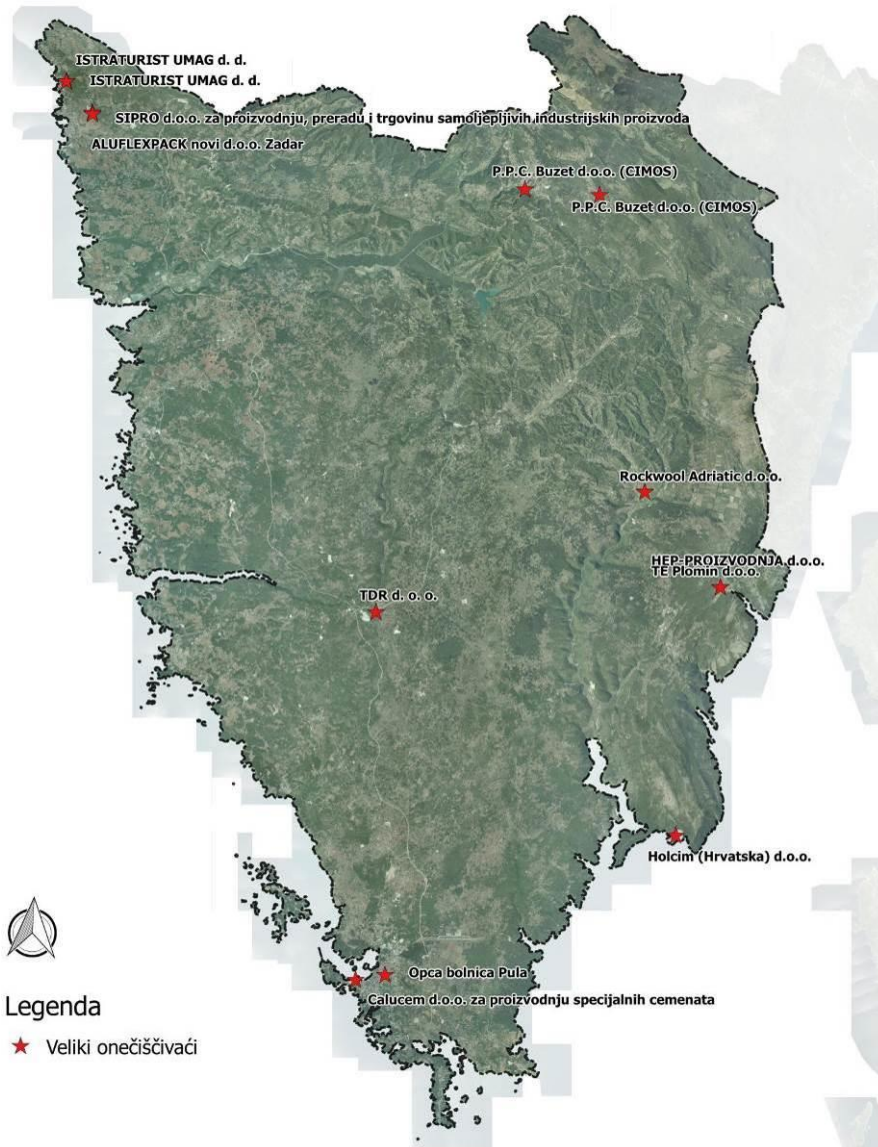 ISTRATURIST UMAG d. d.
ISTRATURIST UMAG d. d.
SIPRO d.o.o. za proizvodnju, preradu i trgovinu samoljepljivih industrijskih proizvoda
ALUFLEXPACK novi d.o.o. Zadar
P.P.C. Buzet d.o.o. (CIMOS)
P.P.C. Buzet d.o.o. (CIMOS)
Rockwool Adriatic d.o.o.
HEP-PROIZVODNJA d.o.o.
TE Plomin d.o.o.
TDR d. o. o.
Holcim (Hrvatska) d.o.o.
Opca bolnica Pula
Calucem d.o.o. za proizvodnju specijalnih cemenata
Legenda
Veliki onečiščivaći